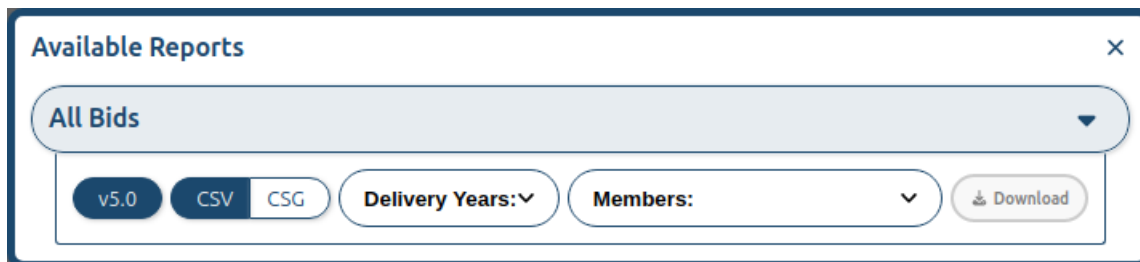 Available Reports
All Bids
v5.0 CSV CSG Delivery Years: Members: Download